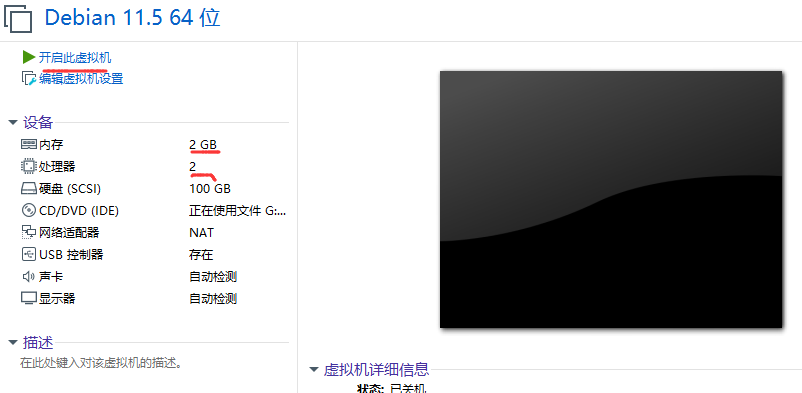 Debian 11.5 64 位
开启此虚拟机
编辑虚拟机设置
设备
内存 2 GB
处理器 2
硬盘 (SCSI) 100 GB
CD/DVD (IDE) 正在使用文件 G:...
网络适配器 NAT
USB 控制器 存在
声卡 自动检测
显示器 自动检测
描述
在此处键入对该虚拟机的描述。
虚拟机详细信息
状态: 已关机